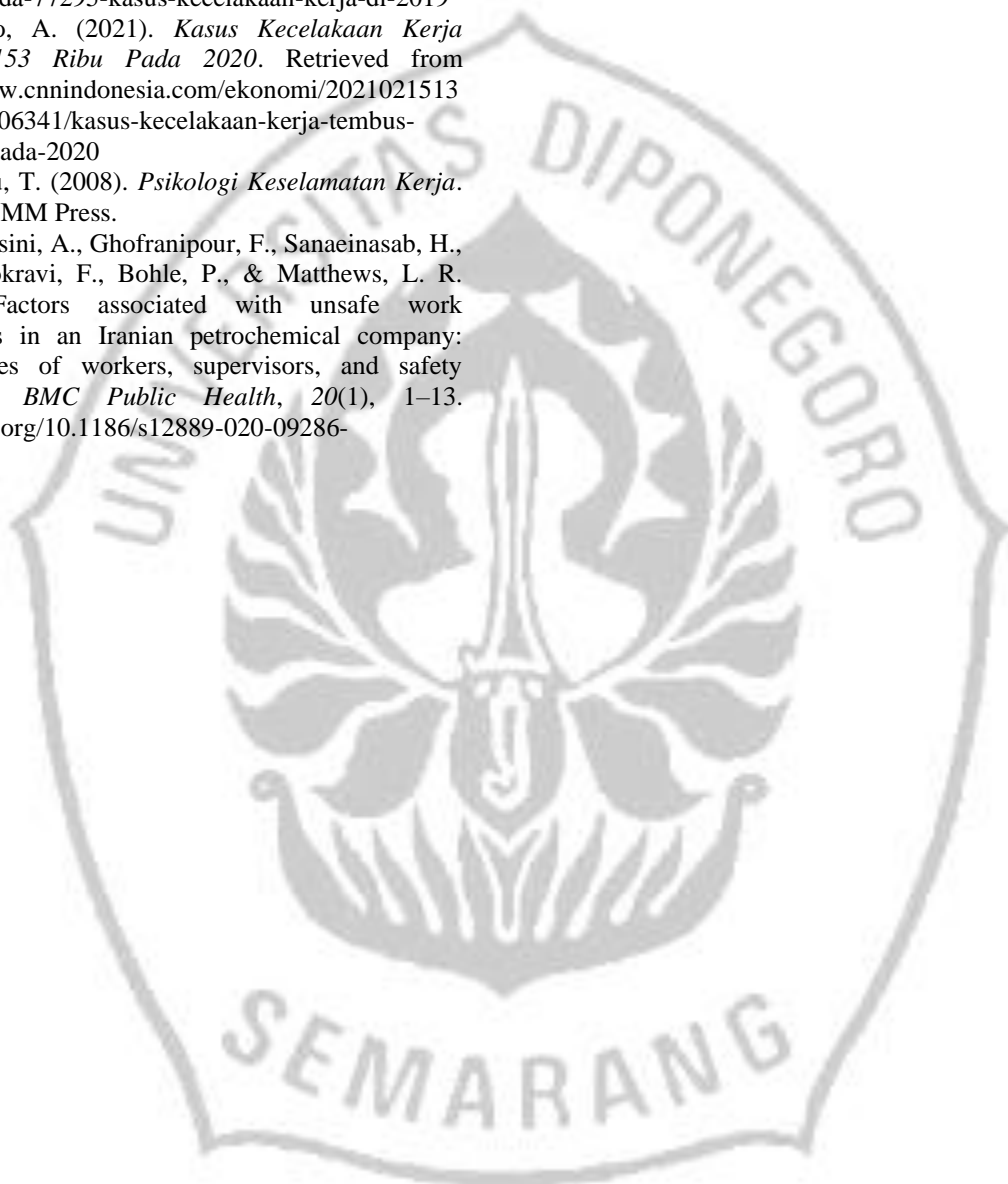 da-77295-kasus-kecelakaan-kerja-di-2019
o, A. (2021). Kasus Kecelakaan Kerja
153 Ribu Pada 2020. Retrieved from
w.cnnindonesia.com/ekonomi/2021021513
06341/kasus-kecelakaan-kerja-tembus-
ada-2020
u, T. (2008). Psikologi Keselamatan Kerja.
MM Press.
sini, A., Ghofranipour, F., Sanaeinasab, H.,
okravi, F., Bohle, P., & Matthews, L. R.
Factors associated with unsafe work
s in an Iranian petrochemical company:
es of workers, supervisors, and safety
BMC Public Health, 20(1), 1–13.
org/10.1186/s12889-020-09286-
UNIVERSITAS DIPONEGORO
SEMARANG